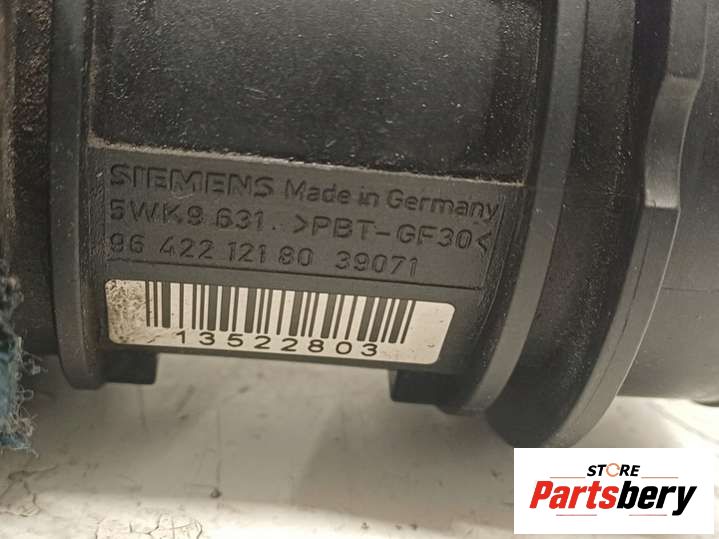 SIEMENS Made in Germany
5WK9 631 >PBT-GF30<
96 422 121 80 39071
13522803
STORE
Partsbery